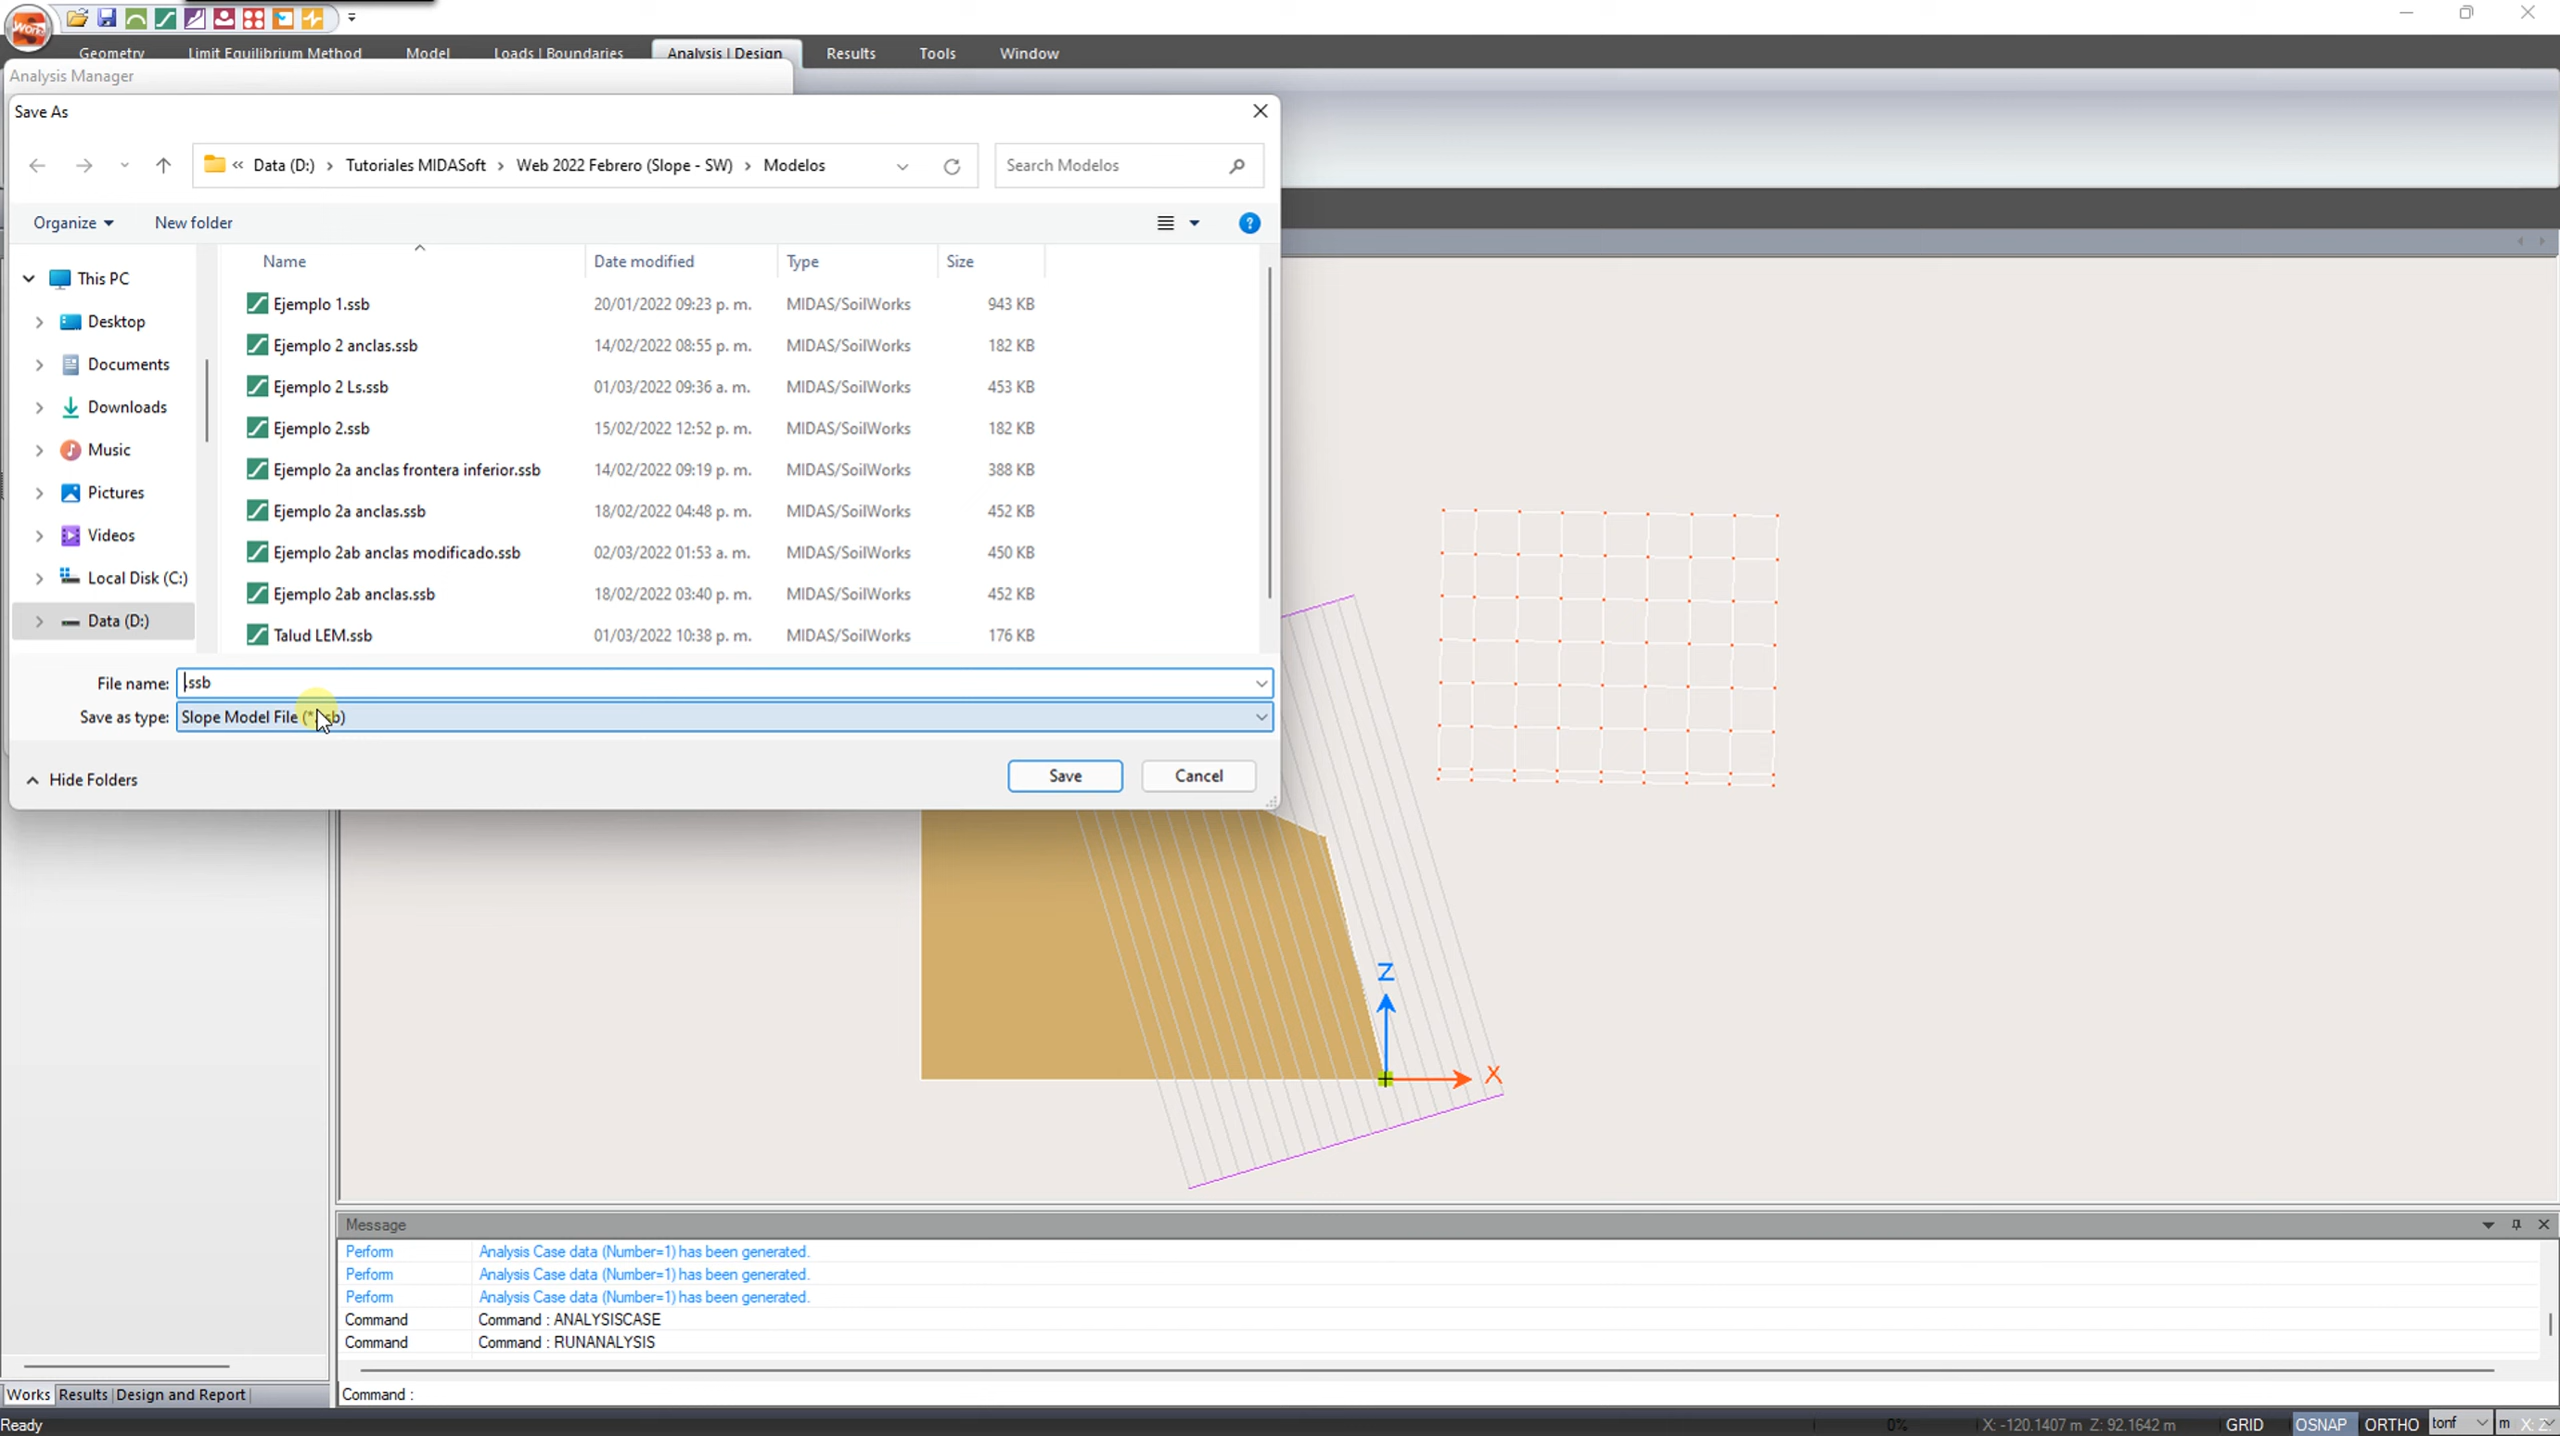 Works
Geometry Limit Equilibrium Method Model Loads | Boundaries Analysis | Design Results Tools Window
Analysis Manager
Save As
« Data (D:) › Tutoriales MIDASoft › Web 2022 Febrero (Slope - SW) › Modelos
Search Modelos
Organize New folder
Name Date modified Type Size
This PC
Desktop
Documents
Downloads
Music
Pictures
Videos
Local Disk (C:)
Data (D:)
Ejemplo 1.ssb 20/01/2022 09:23 p. m. MIDAS/SoilWorks 943 KB
Ejemplo 2 anclas.ssb 14/02/2022 08:55 p. m. MIDAS/SoilWorks 182 KB
Ejemplo 2 Ls.ssb 01/03/2022 09:36 a. m. MIDAS/SoilWorks 453 KB
Ejemplo 2.ssb 15/02/2022 12:52 p. m. MIDAS/SoilWorks 182 KB
Ejemplo 2a anclas frontera inferior.ssb 14/02/2022 09:19 p. m. MIDAS/SoilWorks 388 KB
Ejemplo 2a anclas.ssb 18/02/2022 04:48 p. m. MIDAS/SoilWorks 452 KB
Ejemplo 2ab anclas modificado.ssb 02/03/2022 01:53 a. m. MIDAS/SoilWorks 450 KB
Ejemplo 2ab anclas.ssb 18/02/2022 03:40 p. m. MIDAS/SoilWorks 452 KB
Talud LEM.ssb 01/03/2022 10:38 p. m. MIDAS/SoilWorks 176 KB
File name: .ssb
Save as type: Slope Model File (*.ssb)
Hide Folders Save Cancel
Z
X
Message
Perform Analysis Case data (Number=1) has been generated.
Perform Analysis Case data (Number=1) has been generated.
Perform Analysis Case data (Number=1) has been generated.
Command Command : ANALYSISCASE
Command Command : RUNANALYSIS
Works Results Design and Report
Command :
Ready 0% X: -120.1407 m Z: 92.1642 m GRID OSNAP ORTHO tonf m